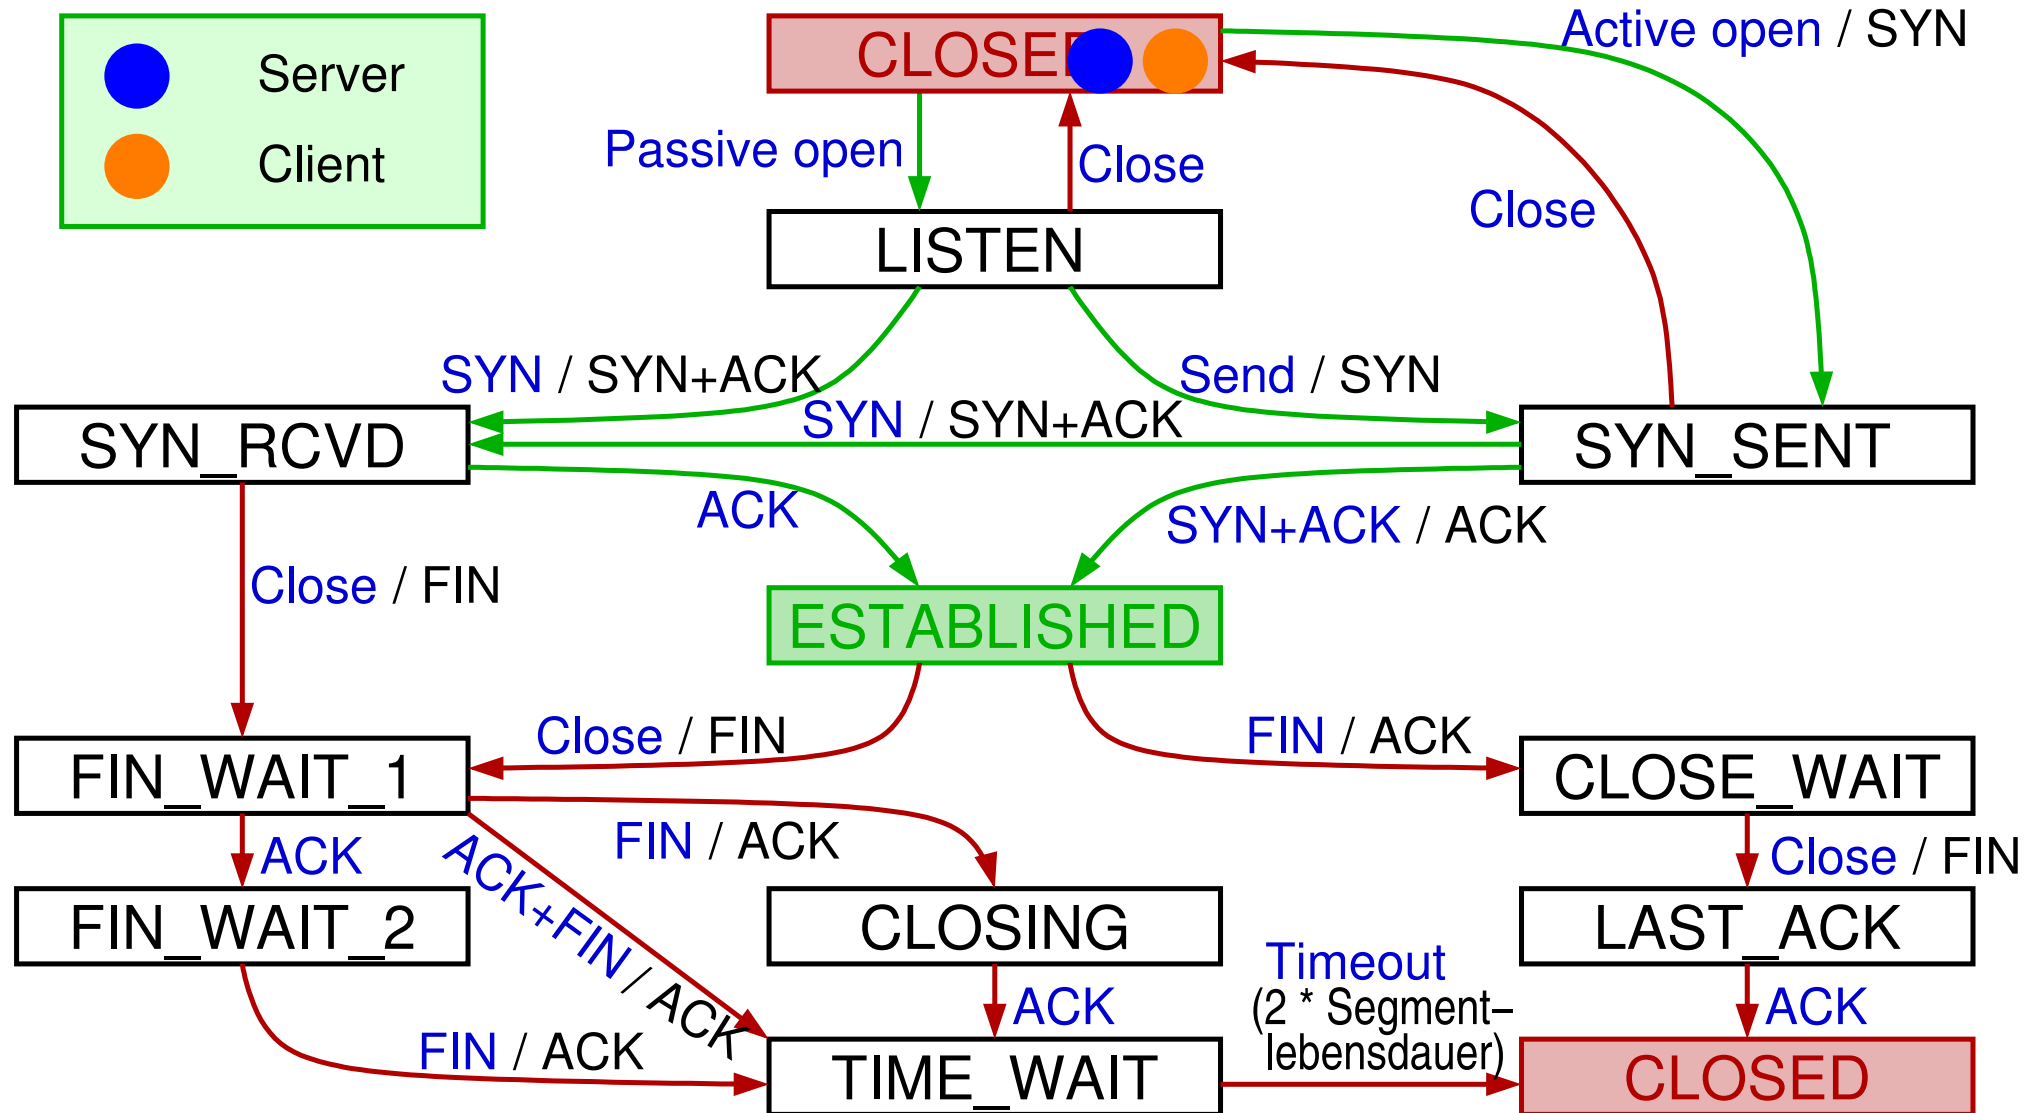 Server
Client
CLOSED
Active open / SYN
Passive open
Close
Close
LISTEN
SYN / SYN+ACK
Send / SYN
SYN / SYN+ACK
SYN_RCVD
SYN_SENT
ACK
SYN+ACK / ACK
Close / FIN
ESTABLISHED
Close / FIN
FIN / ACK
FIN_WAIT_1
CLOSE_WAIT
ACK
ACK+FIN / ACK
FIN / ACK
Close / FIN
FIN_WAIT_2
CLOSING
LAST_ACK
FIN / ACK
ACK
Timeout
(2 * Segment–
lebensdauer)
ACK
TIME_WAIT
CLOSED